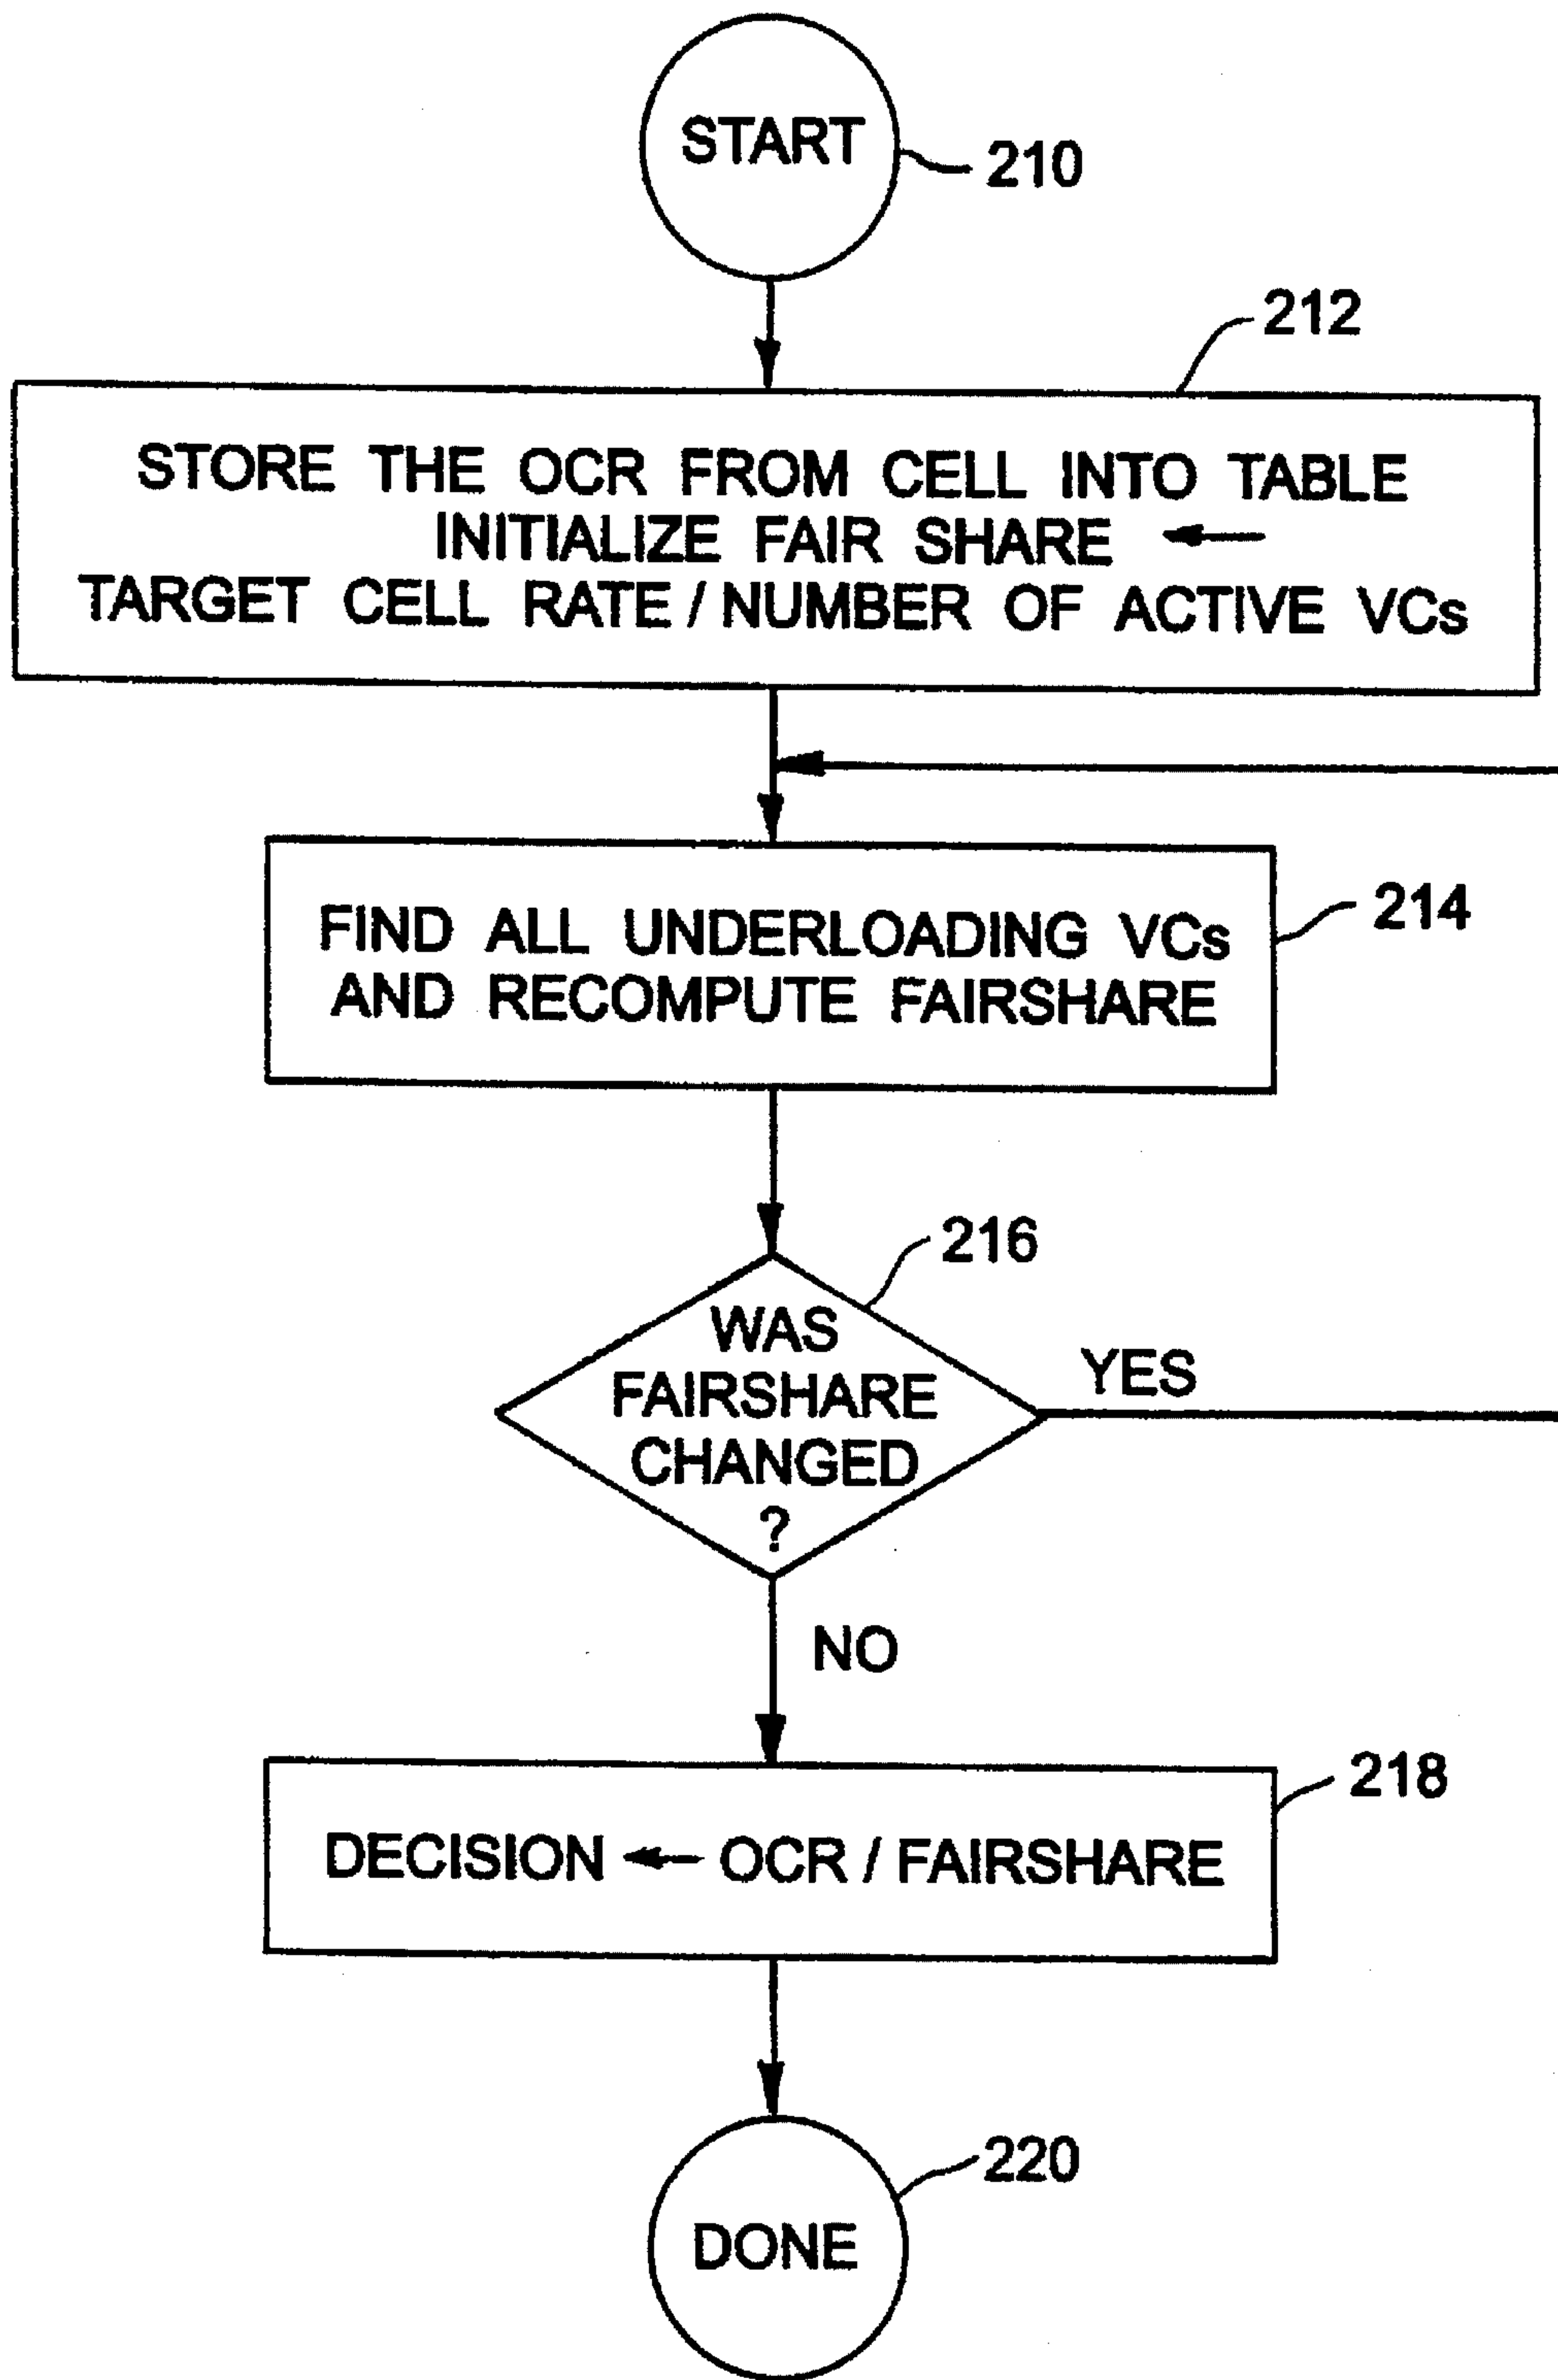 START
210
212
STORE THE OCR FROM CELL INTO TABLE
INITIALIZE FAIR SHARE ←
TARGET CELL RATE / NUMBER OF ACTIVE VCs
214
FIND ALL UNDERLOADING VCs
AND RECOMPUTE FAIRSHARE
216
WAS
FAIRSHARE
CHANGED
?
YES
NO
218
DECISION ← OCR / FAIRSHARE
220
DONE